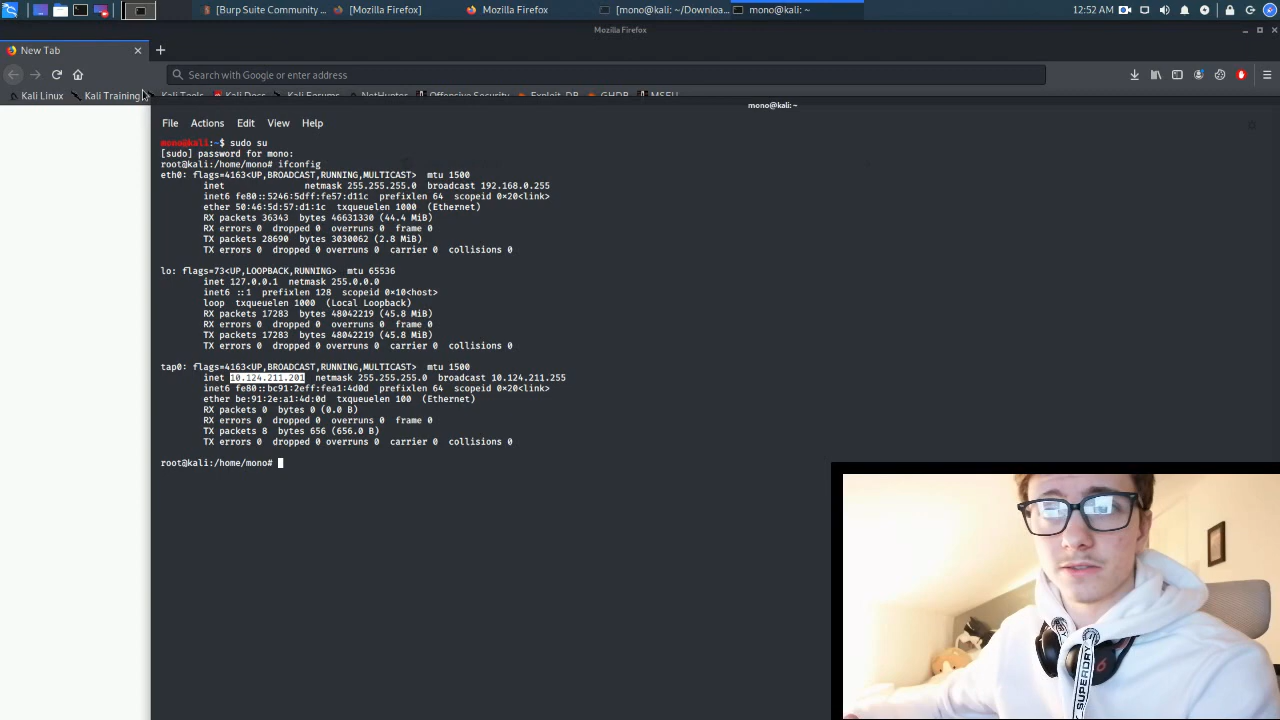 [Burp Suite Community ...
[Mozilla Firefox]
Mozilla Firefox
[mono@kali: ~/Downloa...
mono@kali: ~
12:52 AM
Mozilla Firefox
New Tab
Search with Google or enter address
Kali Linux
Kali Training
Kali Tools
Kali Docs
Kali Forums
NetHunter
Offensive Security
Exploit-DB
GHDB
MSFU
mono@kali: ~
File Actions Edit View Help
mono@kali:~$ sudo su
[sudo] password for mono:
root@kali:/home/mono# ifconfig
eth0: flags=4163<UP,BROADCAST,RUNNING,MULTICAST> mtu 1500
inet netmask 255.255.255.0 broadcast 192.168.0.255
inet6 fe80::5246:5dff:fe57:d11c prefixlen 64 scopeid 0×20<link>
ether 50:46:5d:57:d1:1c txqueuelen 1000 (Ethernet)
RX packets 36343 bytes 46631330 (44.4 MiB)
RX errors 0 dropped 0 overruns 0 frame 0
TX packets 28690 bytes 3030062 (2.8 MiB)
TX errors 0 dropped 0 overruns 0 carrier 0 collisions 0
lo: flags=73<UP,LOOPBACK,RUNNING> mtu 65536
inet 127.0.0.1 netmask 255.0.0.0
inet6 ::1 prefixlen 128 scopeid 0×10<host>
loop txqueuelen 1000 (Local Loopback)
RX packets 17283 bytes 48042219 (45.8 MiB)
RX errors 0 dropped 0 overruns 0 frame 0
TX packets 17283 bytes 48042219 (45.8 MiB)
TX errors 0 dropped 0 overruns 0 carrier 0 collisions 0
tap0: flags=4163<UP,BROADCAST,RUNNING,MULTICAST> mtu 1500
inet 10.124.211.201 netmask 255.255.255.0 broadcast 10.124.211.255
inet6 fe80::bc91:2eff:fea1:4d0d prefixlen 64 scopeid 0×20<link>
ether be:91:2e:a1:4d:0d txqueuelen 100 (Ethernet)
RX packets 0 bytes 0 (0.0 B)
RX errors 0 dropped 0 overruns 0 frame 0
TX packets 8 bytes 656 (656.0 B)
TX errors 0 dropped 0 overruns 0 carrier 0 collisions 0
root@kali:/home/mono#
SUPERDRY